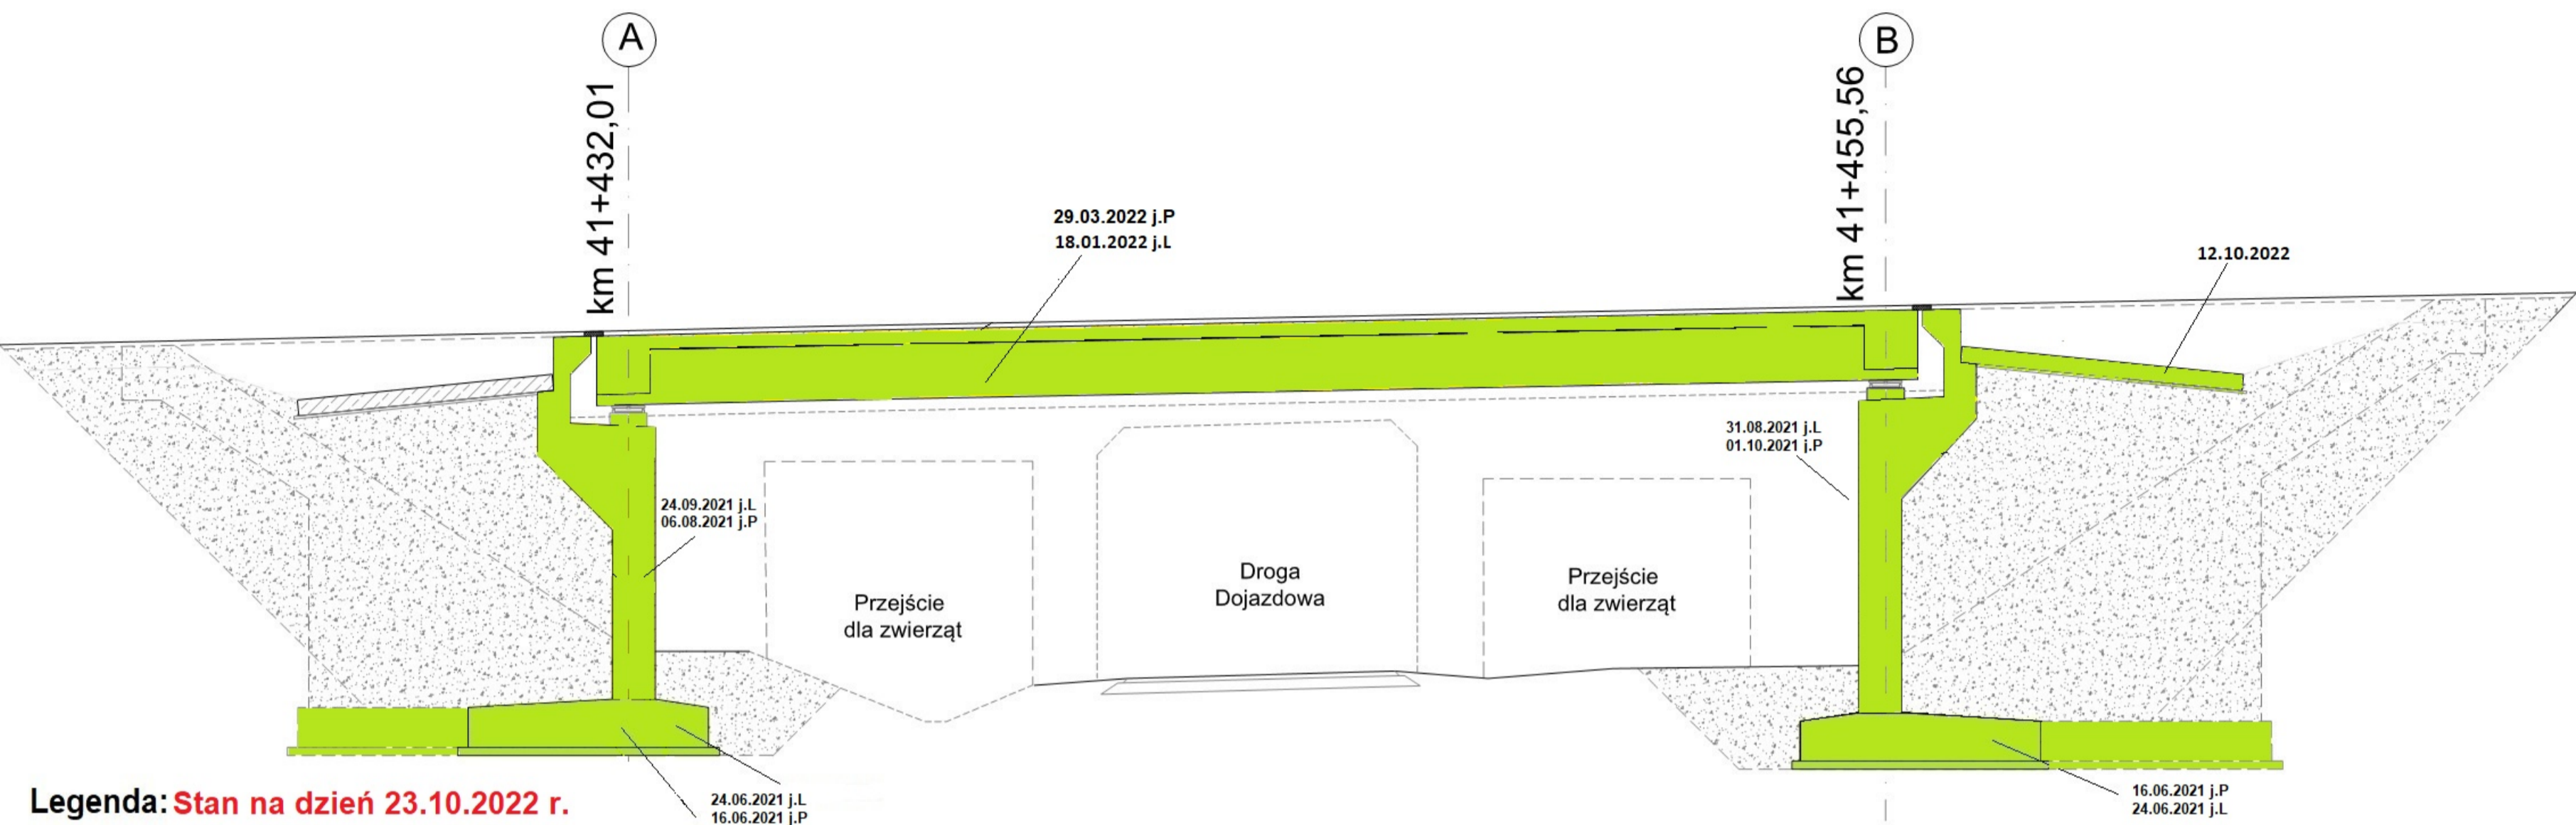 A
B
km 41+432,01
km 41+455,56
29.03.2022 j.P
18.01.2022 j.L
12.10.2022
31.08.2021 j.L
01.10.2021 j.P
24.09.2021 j.L
06.08.2021 j.P
Przejście
dla zwierząt
Droga
Dojazdowa
Przejście
dla zwierząt
24.06.2021 j.L
16.06.2021 j.P
16.06.2021 j.P
24.06.2021 j.L
Legenda: Stan na dzień 23.10.2022 r.